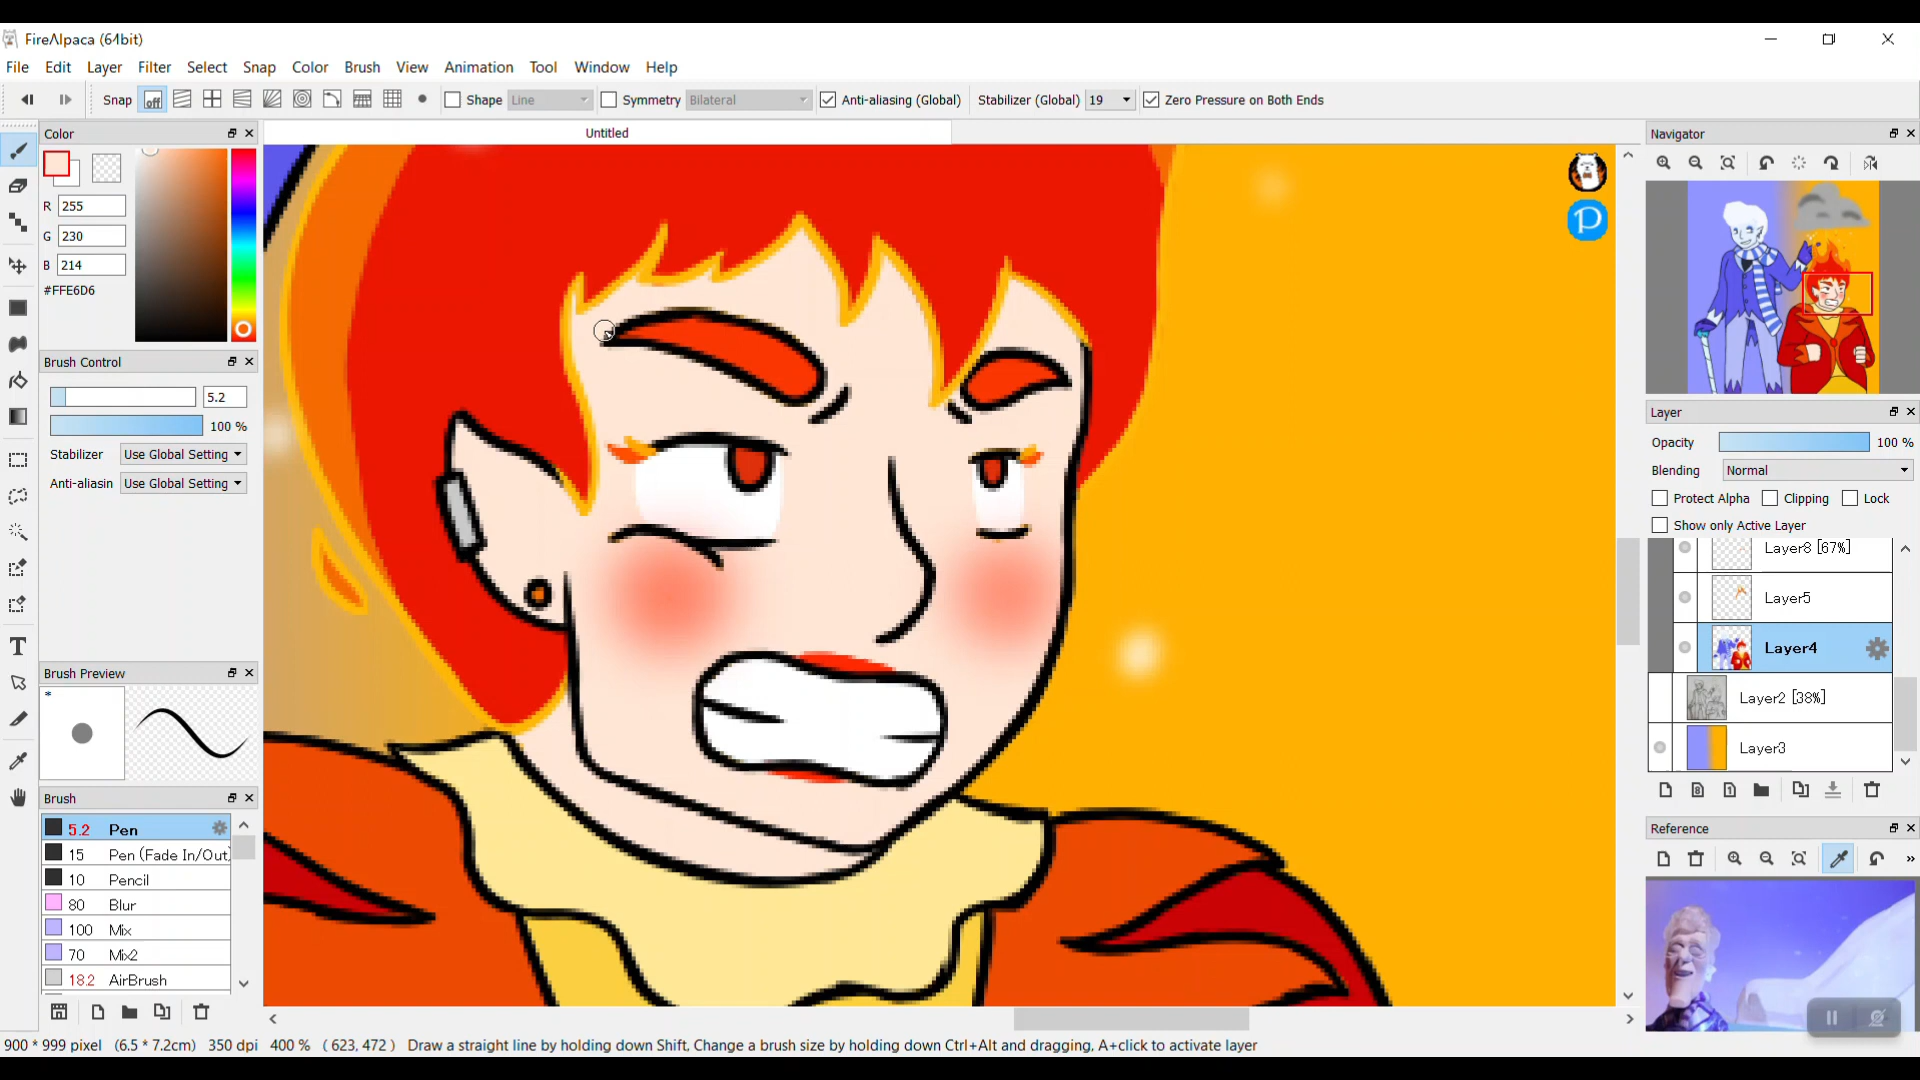 FireAlpaca (64bit)
File Edit Layer Filter Select Snap Color Brush View Animation Tool Window Help
Snap off Shape Line Symmetry Bilateral Anti-aliasing (Global) Stabilizer (Global) 19 Zero Pressure on Both Ends
Color
Untitled
Navigator
R 255
G 230
B 214
#FFE6D6
P
Brush Control
5.2
100 %
Stabilizer Use Global Setting
Anti-aliasin Use Global Setting
Layer
Opacity 100 %
Blending Normal
Protect Alpha Clipping Lock
Show only Active Layer
Layer8 [67%]
Layer5
Layer4
Layer2 [38%]
Layer3
Brush Preview
*
Brush
5.2 Pen
15 Pen (Fade In/Out)
10 Pencil
80 Blur
100 Mix
70 Mix2
18.2 AirBrush
8 1
Reference
T
900 * 999 pixel (6.5 * 7.2cm) 350 dpi 400 % ( 623, 472 ) Draw a straight line by holding down Shift, Change a brush size by holding down Ctrl+Alt and dragging, A+click to activate layer